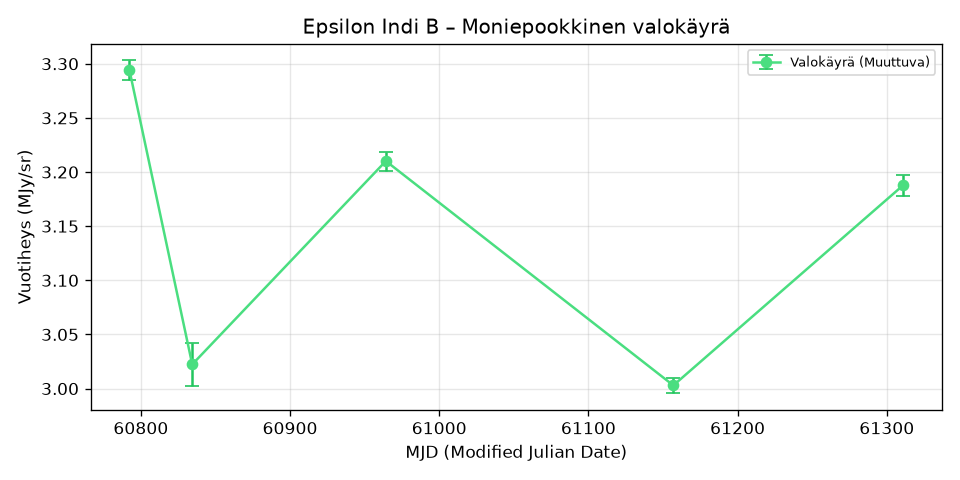 Epsilon Indi B – Moniepookkinen valokäyrä
Valokäyrä (Muuttuva)
Vuotiheys (MJy/sr)
3.30
3.25
3.20
3.15
3.10
3.05
3.00
60800 60900 61000 61100 61200 61300
MJD (Modified Julian Date)